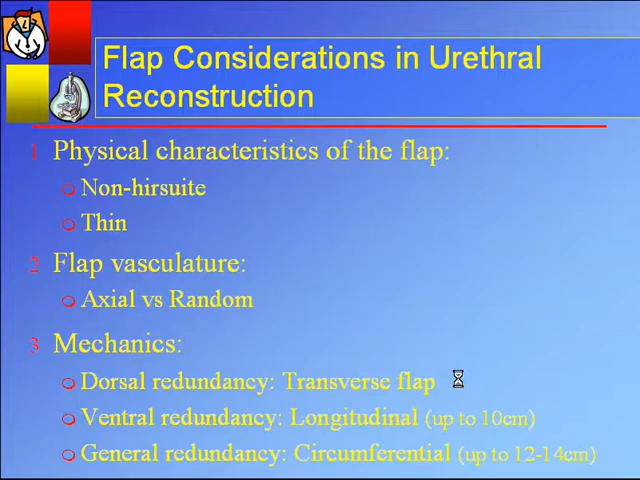 Flap Considerations in Urethral
Reconstruction
1 Physical characteristics of the flap:
Non-hirsuite
Thin
2 Flap vasculature:
Axial vs Random
3 Mechanics:
Dorsal redundancy: Transverse flap
Ventral redundancy: Longitudinal (up to 10cm)
General redundancy: Circumferential (up to 12-14cm)